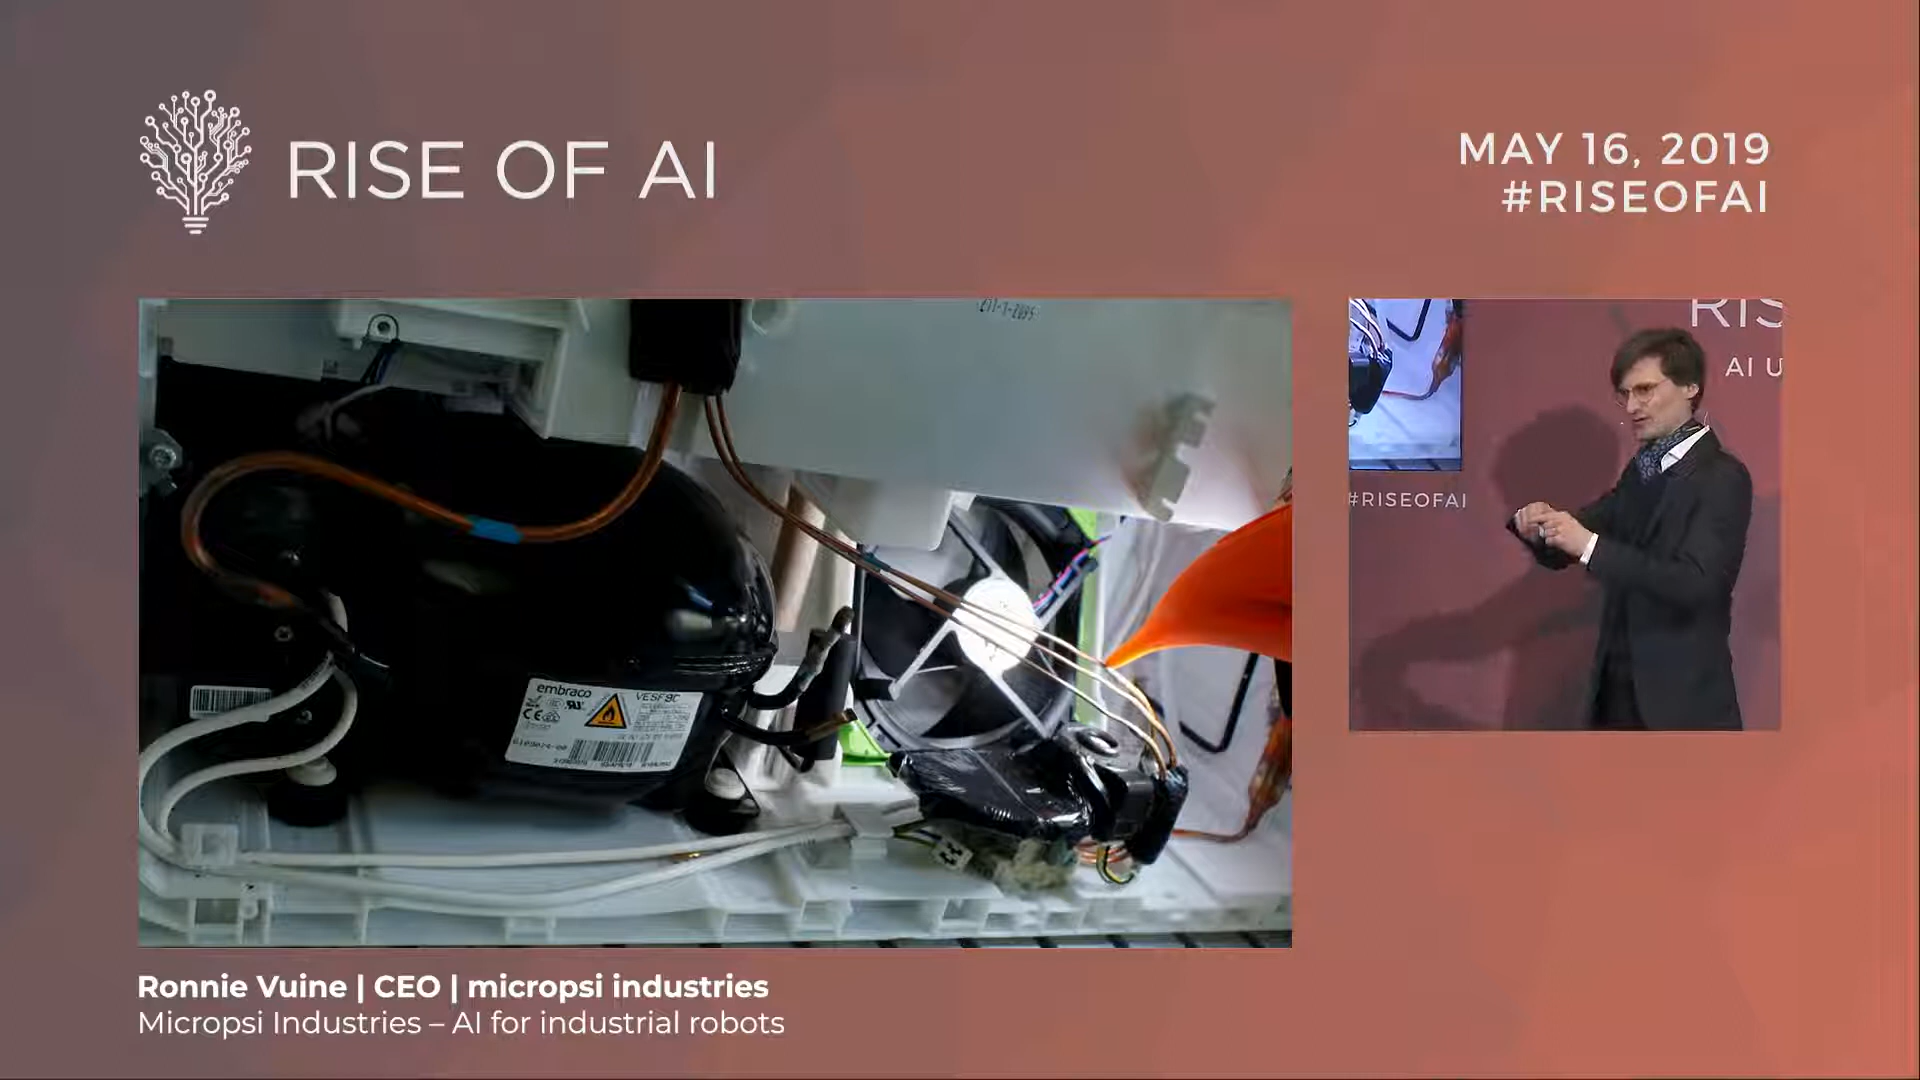 RISE OF AI
MAY 16, 2019
#RISEOFAI
RIS
AI U
#RISEOFAI
embraco
VESF9C
CE
Ronnie Vuine | CEO | micropsi industries
Micropsi Industries – AI for industrial robots